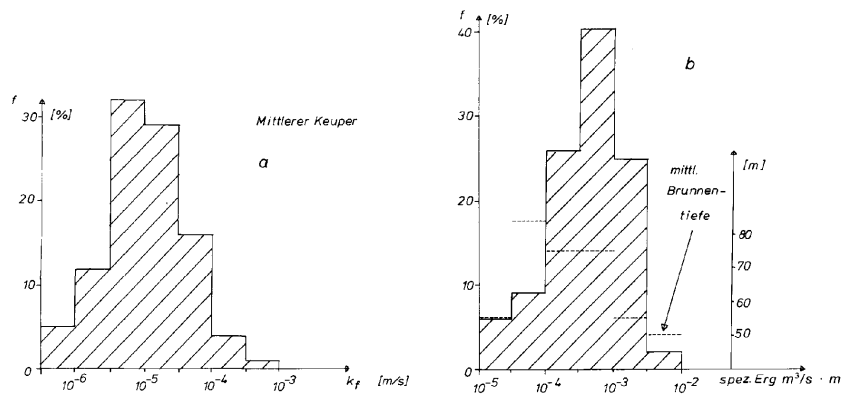 f
[%]
30
20
10
0
Mittlerer Keuper
a
10⁻⁶
10⁻⁵
10⁻⁴
10⁻³
k_f [m/s]
f
[%]
40
30
20
10
0
b
mittl.
Brunnen-
tiefe
[m]
80
70
60
50
10⁻⁵
10⁻⁴
10⁻³
10⁻²
spez. Erg m³/s · m